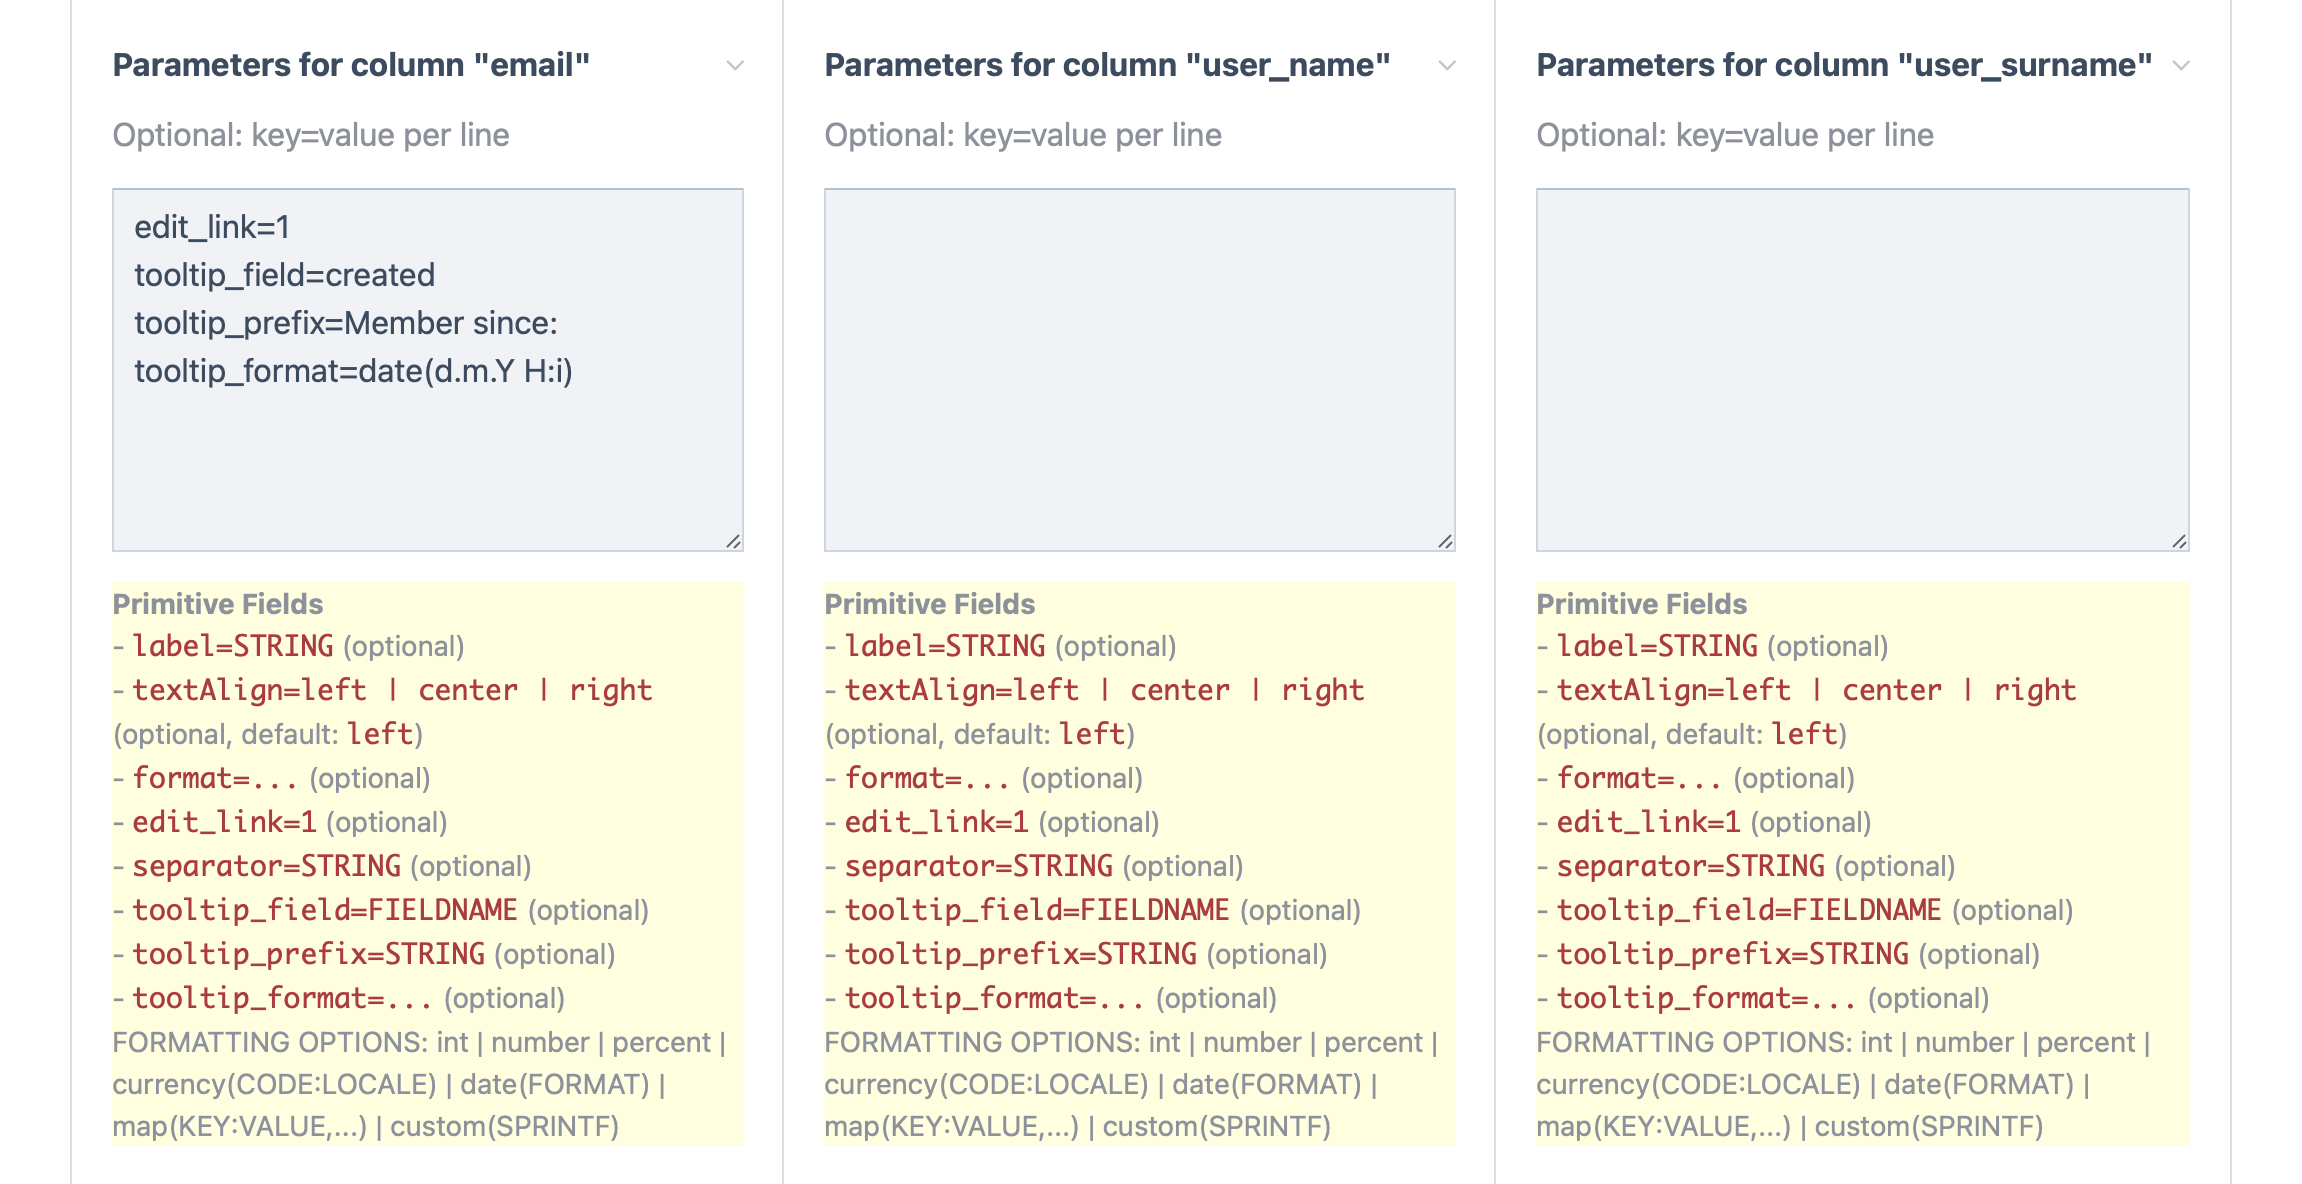 Parameters for column "email"
Optional: key=value per line
edit_link=1
tooltip_field=created
tooltip_prefix=Member since:
tooltip_format=date(d.m.Y H:i)
Primitive Fields
- label=STRING (optional)
- textAlign=left | center | right
(optional, default: left)
- format=... (optional)
- edit_link=1 (optional)
- separator=STRING (optional)
- tooltip_field=FIELDNAME (optional)
- tooltip_prefix=STRING (optional)
- tooltip_format=... (optional)
FORMATTING OPTIONS: int | number | percent |
currency(CODE:LOCALE) | date(FORMAT) |
map(KEY:VALUE,...) | custom(SPRINTF)
Parameters for column "user_name"
Optional: key=value per line
Primitive Fields
- label=STRING (optional)
- textAlign=left | center | right
(optional, default: left)
- format=... (optional)
- edit_link=1 (optional)
- separator=STRING (optional)
- tooltip_field=FIELDNAME (optional)
- tooltip_prefix=STRING (optional)
- tooltip_format=... (optional)
FORMATTING OPTIONS: int | number | percent |
currency(CODE:LOCALE) | date(FORMAT) |
map(KEY:VALUE,...) | custom(SPRINTF)
Parameters for column "user_surname"
Optional: key=value per line
Primitive Fields
- label=STRING (optional)
- textAlign=left | center | right
(optional, default: left)
- format=... (optional)
- edit_link=1 (optional)
- separator=STRING (optional)
- tooltip_field=FIELDNAME (optional)
- tooltip_prefix=STRING (optional)
- tooltip_format=... (optional)
FORMATTING OPTIONS: int | number | percent |
currency(CODE:LOCALE) | date(FORMAT) |
map(KEY:VALUE,...) | custom(SPRINTF)